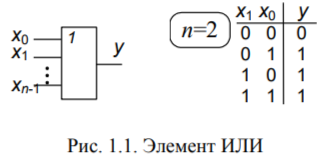 x0
x1
xn-1
1
y
n=2
x1 x0 y
0 0 0
0 1 1
1 0 1
1 1 1
Рис. 1.1. Элемент ИЛИ